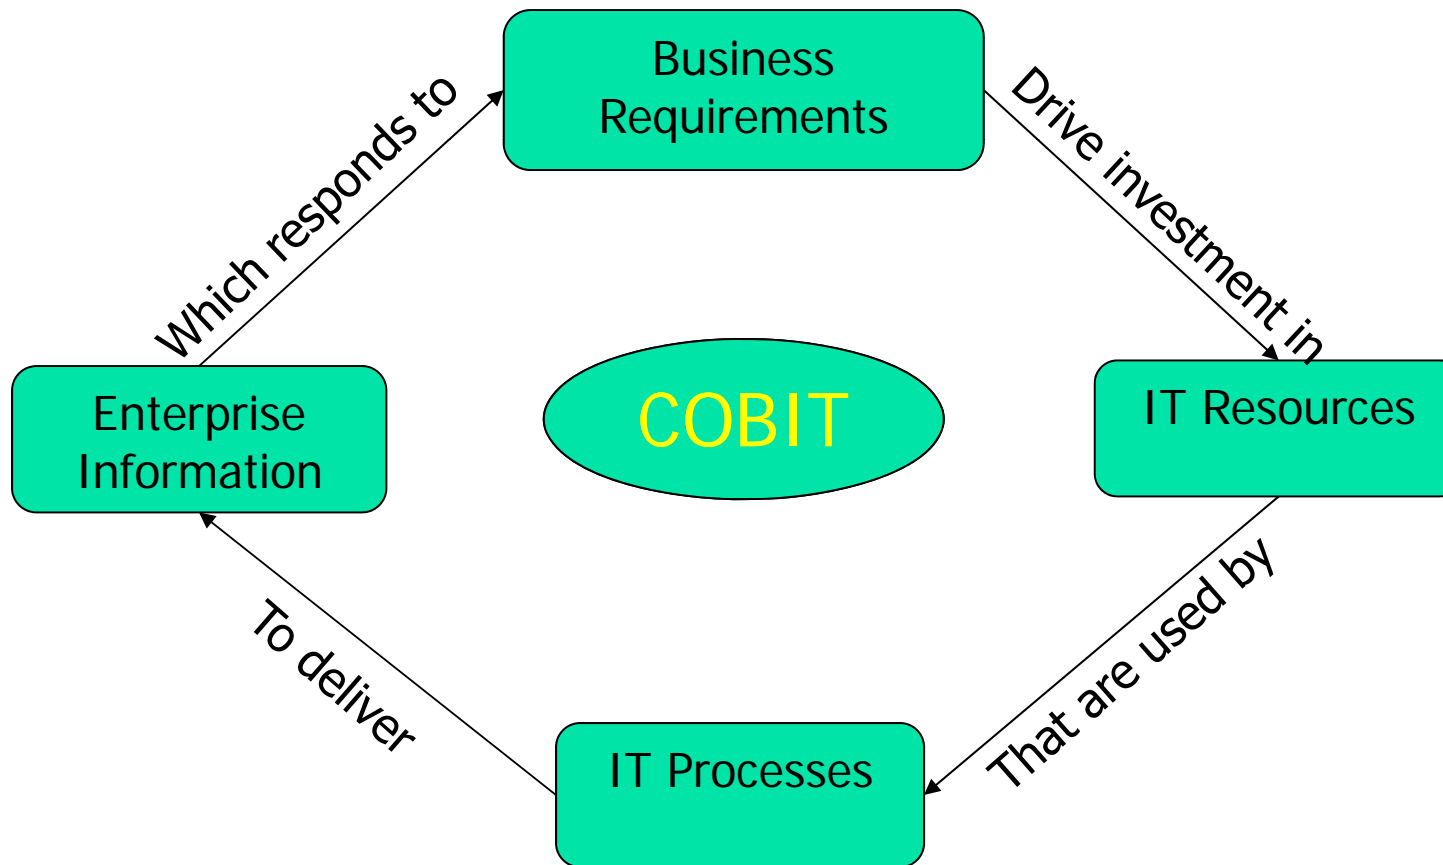 Business
Requirements
Drive investment in
Which responds to
COBIT
Enterprise
Information
IT Resources
That are used by
To deliver
IT Processes